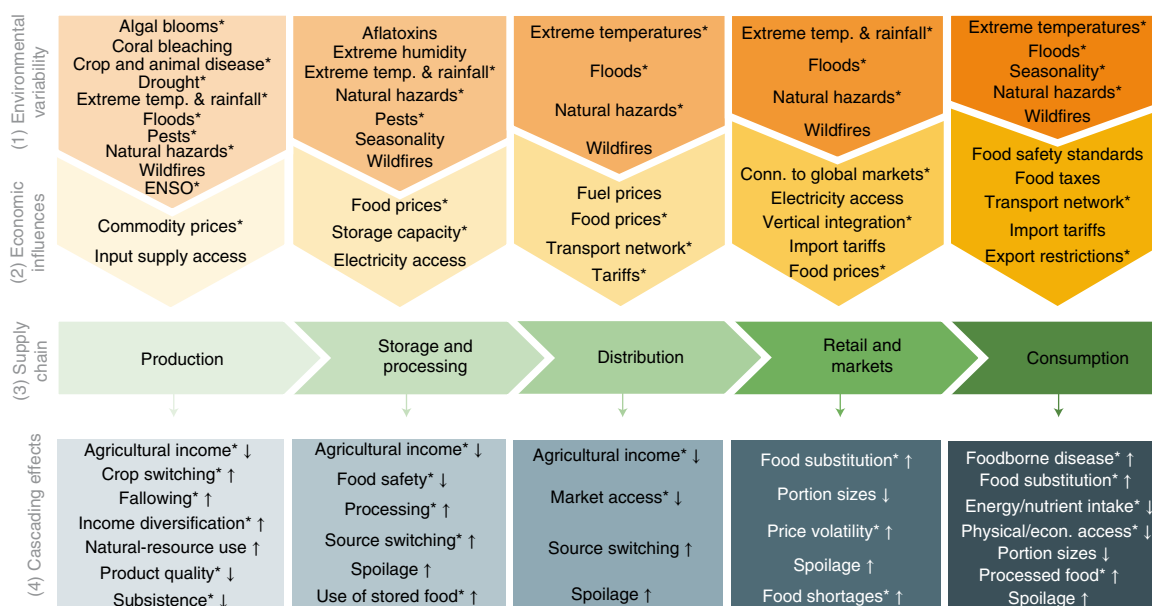 (1) Environmental
variability
Algal blooms*
Coral bleaching
Crop and animal disease*
Drought*
Extreme temp. & rainfall*
Floods*
Pests*
Natural hazards*
Wildfires
ENSO*
Aflatoxins
Extreme humidity
Extreme temp. & rainfall*
Natural hazards*
Pests*
Seasonality
Wildfires
Extreme temperatures*
Floods*
Natural hazards*
Wildfires
Extreme temp. & rainfall*
Floods*
Natural hazards*
Wildfires
Extreme temperatures*
Floods*
Seasonality*
Natural hazards*
Wildfires
(2) Economic
influences
Commodity prices*
Input supply access
Food prices*
Storage capacity*
Electricity access
Fuel prices
Food prices*
Transport network*
Tariffs*
Conn. to global markets*
Electricity access
Vertical integration*
Import tariffs
Food prices*
Food safety standards
Food taxes
Transport network*
Import tariffs
Export restrictions*
(3) Supply
chain
Production
Storage and
processing
Distribution
Retail and
markets
Consumption
(4) Cascading effects
Agricultural income* ↓
Crop switching* ↑
Fallowing* ↑
Income diversification* ↑
Natural-resource use ↑
Product quality* ↓
Subsistence* ↓
Agricultural income* ↓
Food safety* ↓
Processing* ↑
Source switching* ↑
Spoilage ↑
Use of stored food* ↑
Agricultural income* ↓
Market access* ↓
Source switching ↑
Spoilage ↑
Food substitution* ↑
Portion sizes ↓
Price volatility* ↑
Spoilage ↑
Food shortages* ↑
Foodborne disease* ↑
Food substitution* ↑
Energy/nutrient intake* ↓
Physical/econ. access* ↓
Portion sizes ↓
Processed food* ↑
Spoilage ↑